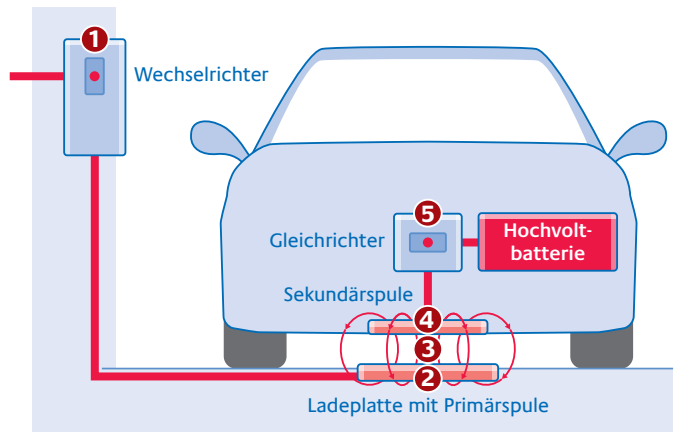 1
Wechselrichter
5
Gleichrichter
Hochvolt-
batterie
Sekundärspule
4
3
2
Ladeplatte mit Primärspule